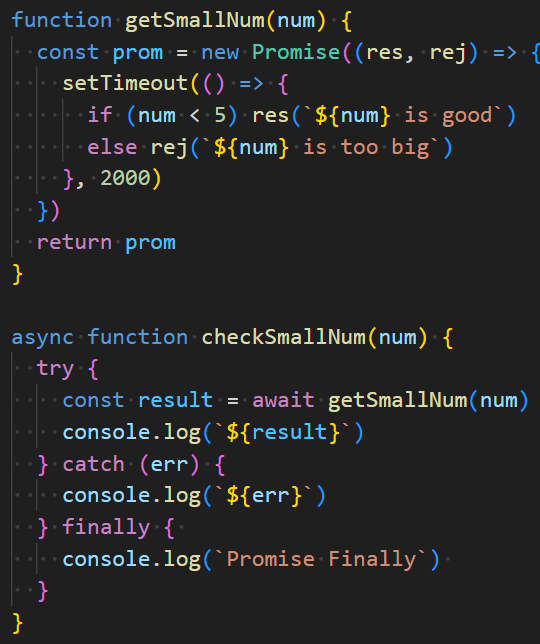 function getSmallNum(num) {
  const prom = new Promise((res, rej) => {
    setTimeout(() => {
      if (num < 5) res(`${num} is good`)
      else rej(`${num} is too big`)
    }, 2000)
  })
  return prom
}

async function checkSmallNum(num) {
  try {
    const result = await getSmallNum(num)
    console.log(`${result}`)
  } catch (err) {
    console.log(`${err}`)
  } finally {
    console.log(`Promise Finally`)
  }
}